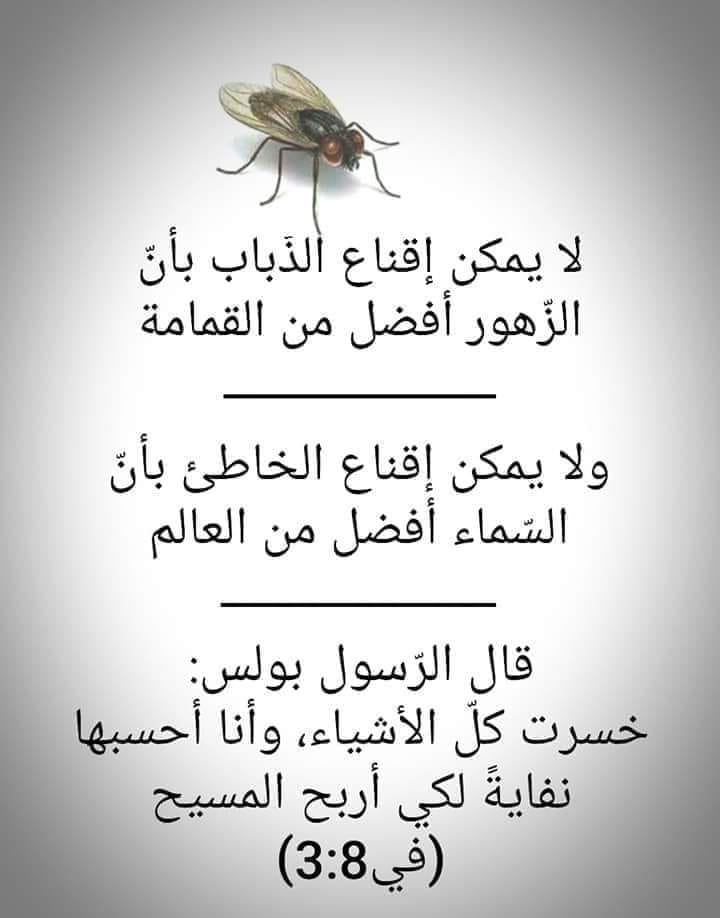 لا يمكن إقناع الذَباب بأنّ
الزّهور أفضل من القمامة
ولا يمكن إقناع الخاطئ بأنّ
السّماء أفضل من العالم
قال الرّسول بولس:
خسرت كلّ الأشياء، وأنا أحسبها
نفايةً لكي أربح المسيح
(في3:8)